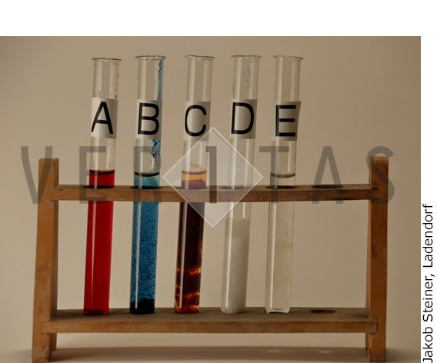 A B C D E
VERITAS
Jakob Steiner, Ladendorf